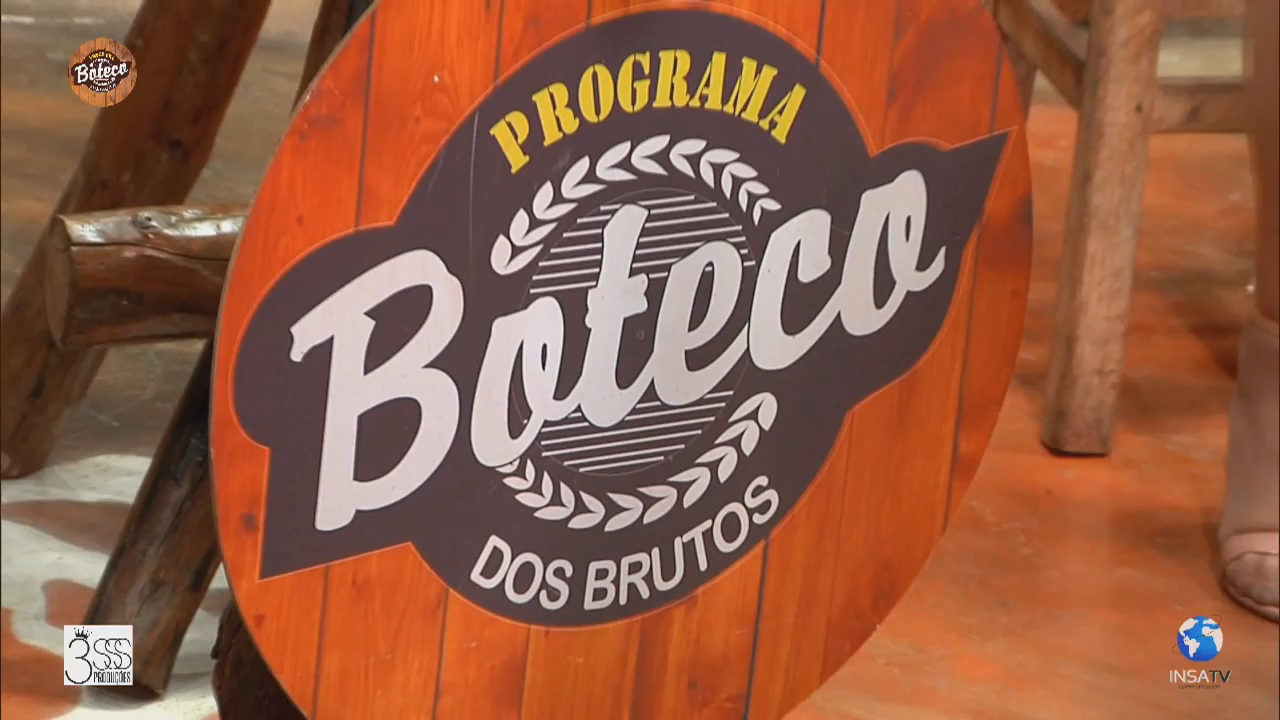 Boteco
PROGRAMA
Boteco
DOS BRUTOS
3SSS
PRODUÇÕES
INSATV